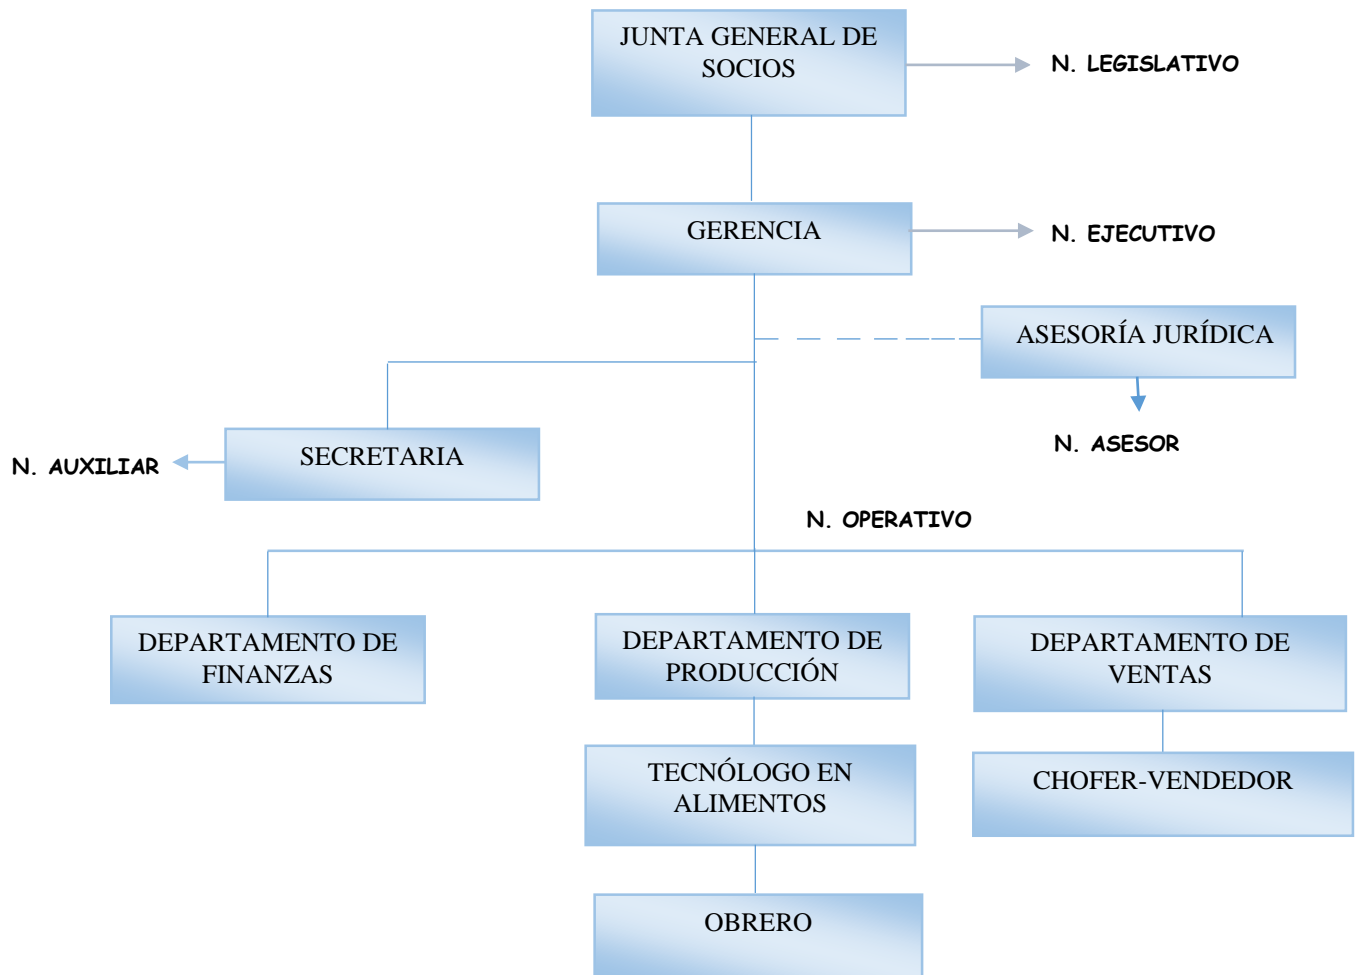 JUNTA GENERAL DE
SOCIOS
N. LEGISLATIVO
GERENCIA
N. EJECUTIVO
ASESORÍA JURÍDICA
N. ASESOR
SECRETARIA
N. AUXILIAR
N. OPERATIVO
DEPARTAMENTO DE
FINANZAS
DEPARTAMENTO DE
PRODUCCIÓN
DEPARTAMENTO DE
VENTAS
TECNÓLOGO EN
ALIMENTOS
CHOFER-VENDEDOR
OBRERO